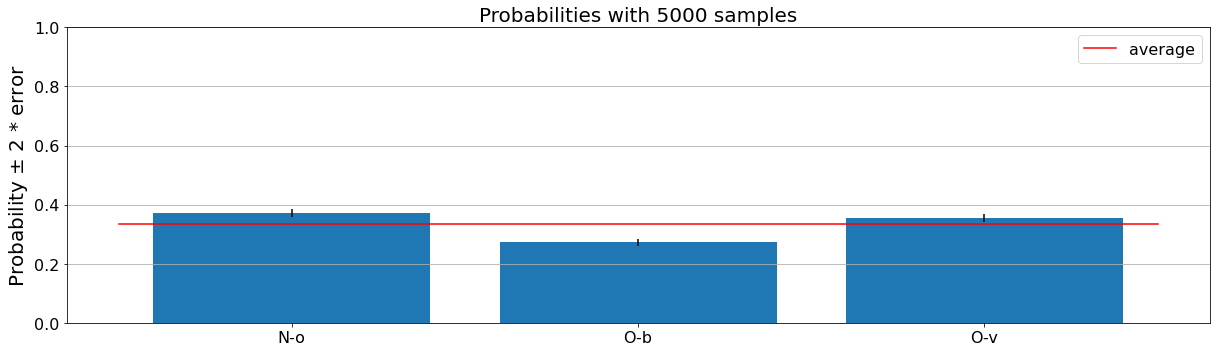 Probabilities with 5000 samples
Probability ± 2 * error
1.0
0.8
0.6
0.4
0.2
0.0
average
N-o
O-b
O-v